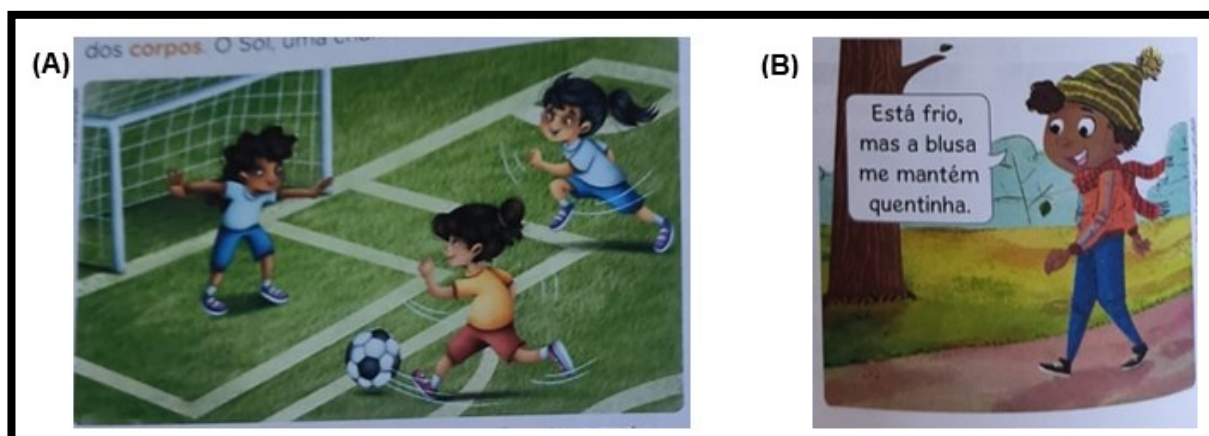 (A)
dos corpos. O Sol, uma
(B)
Está frio,
mas a blusa
me mantém
quentinha.